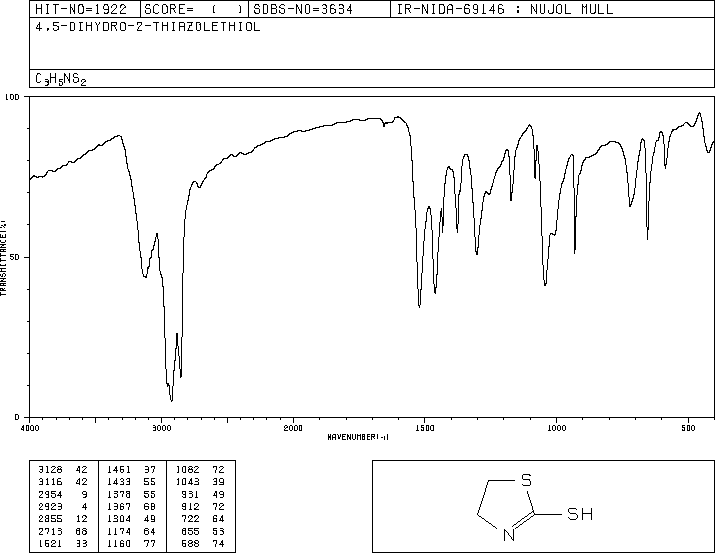 HIT-NO=1922 SCORE= ( ) SDBS-NO=3634 IR-NIDA-69146 : NUJOL MULL
4,5-DIHYDRO-2-THIAZOLETHIOL
C3H5NS2
100
TRANSMITTANCE(%)
50
0
4000 3000 2000 1500 1000 500
WAVENUMBER(-1)
3128 42 1461 37 1082 72
3116 42 1433 55 1043 39
2954 9 1378 55 931 49
2923 4 1367 68 912 72
2855 12 1304 49 722 64
2713 68 1174 64 655 53
1521 33 1160 77 588 74
S
SH
N